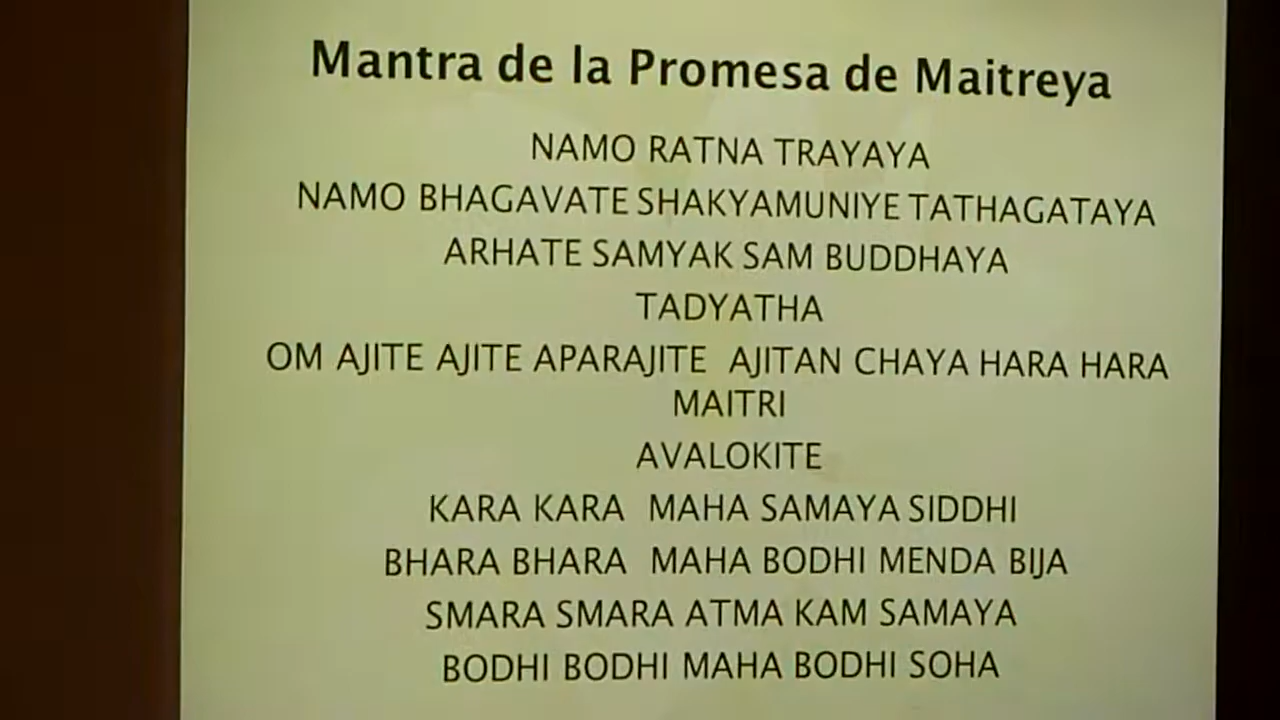 Mantra de la Promesa de Maitreya
NAMO RATNA TRAYAYA
NAMO BHAGAVATE SHAKYAMUNIYE TATHAGATAYA
ARHATE SAMYAK SAM BUDDHAYA
TADYATHA
OM AJITE AJITE APARAJITE AJITAN CHAYA HARA HARA
MAITRI
AVALOKITE
KARA KARA MAHA SAMAYA SIDDHI
BHARA BHARA MAHA BODHI MENDA BIJA
SMARA SMARA ATMA KAM SAMAYA
BODHI BODHI MAHA BODHI SOHA